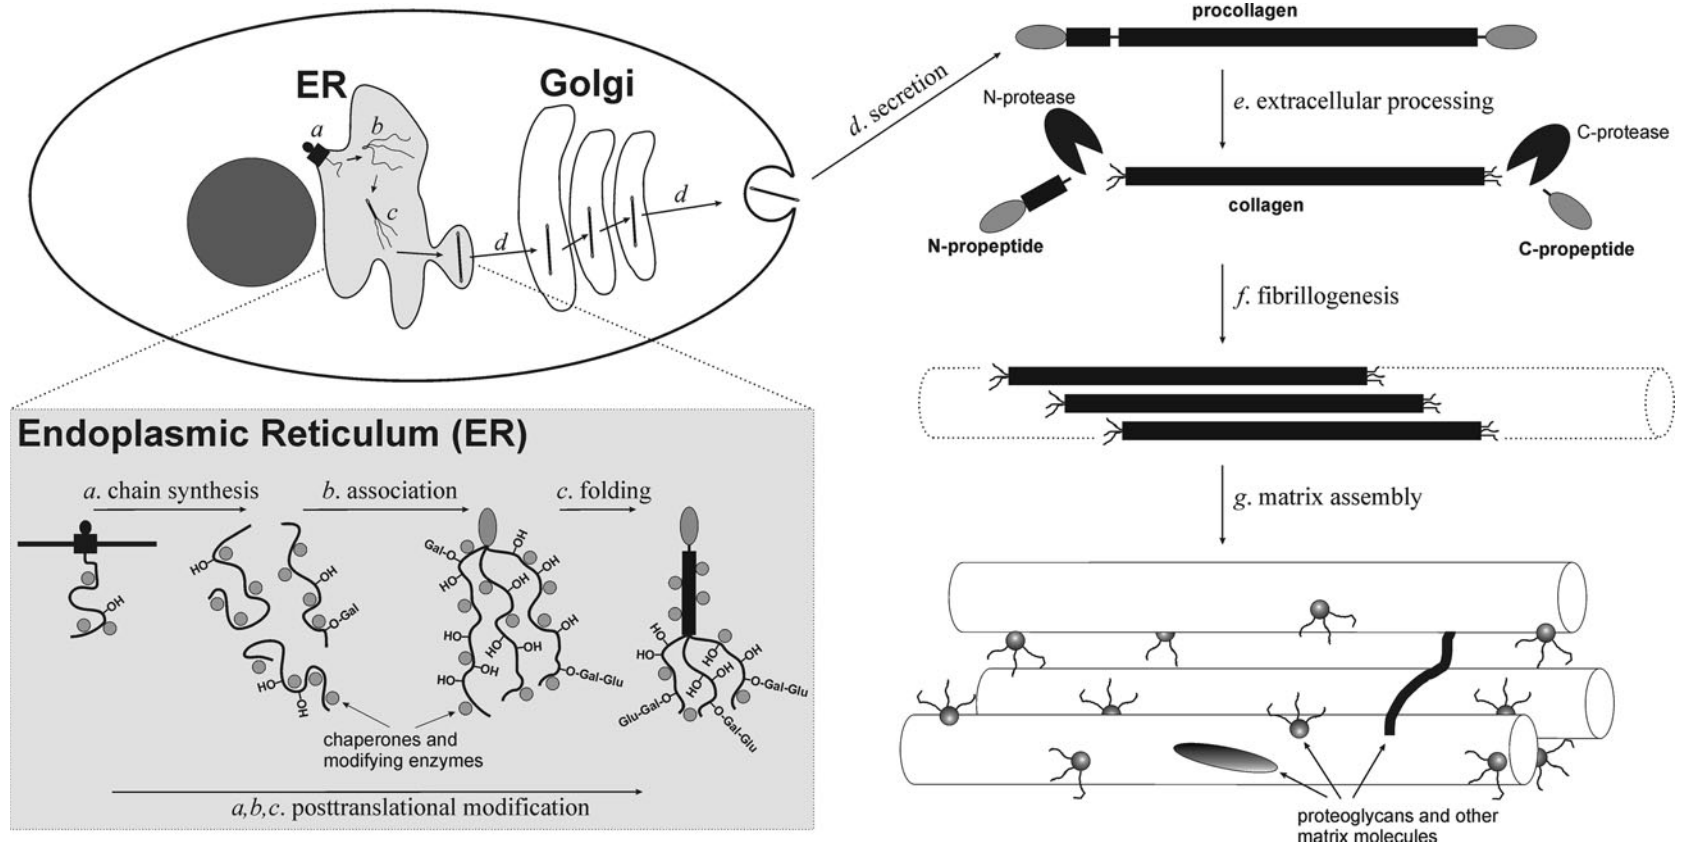 ER
Golgi
a
b
c
d
d
d. secretion
procollagen
e. extracellular processing
N-protease
C-protease
collagen
N-propeptide
C-propeptide
f. fibrillogenesis
g. matrix assembly
proteoglycans and other
matrix molecules
Endoplasmic Reticulum (ER)
a. chain synthesis
b. association
c. folding
OH
HO
OH
O-Gal
HO
HO
Gal-O
OH
HO
OH
OH
HO
HO
OH
OH
HO
OH
O-Gal-Glu
HO
HO
HO
OH
HO
OH
Glu-Gal-O
O-Gal-Glu
O-Gal-Glu
chaperones and
modifying enzymes
a,b,c. posttranslational modification